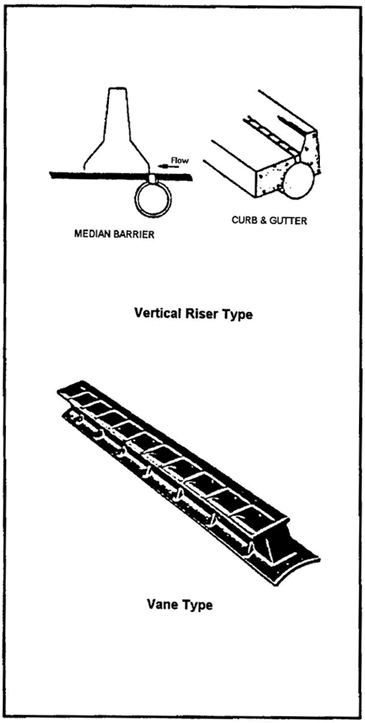 Flow
MEDIAN BARRIER
CURB & GUTTER
Vertical Riser Type
Vane Type